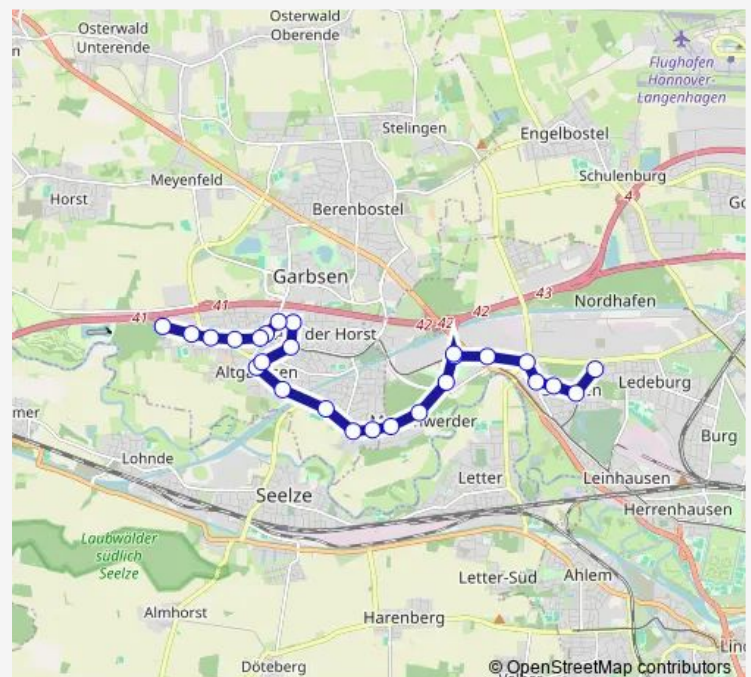 Osterwald
Oberende
Osterwald
Unterende
Flughafen
Hannover-
Langenhagen
Stelingen
Engelbostel
Schulenburg
Meyenfeld
Horst
Berenbostel
4
Garbsen
41
41
42
42
42
43
Nordhafen
der Horst
Ledeburg
Burg
Lohnde
Seelze
Letter
Leinhausen
Herrenhausen
Laubwälder
südlich
Seelze
Letter-Süd
Ahlem
Almhorst
Harenberg
Döteberg
© OpenStreetMap contributors